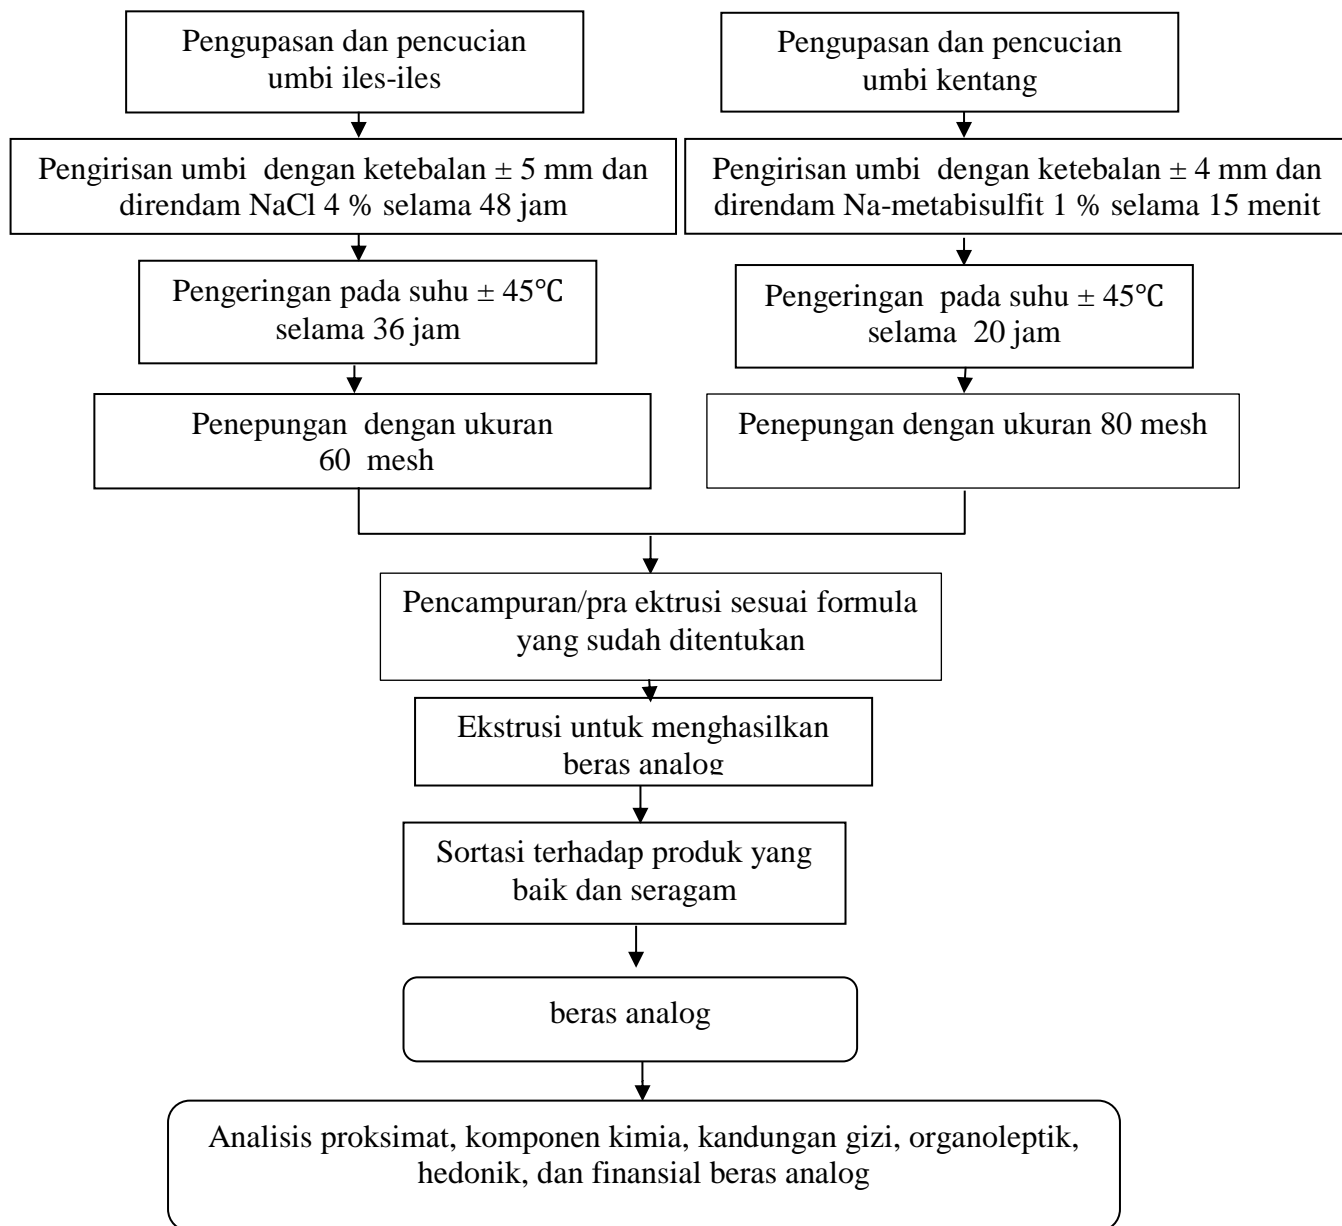 Pengupasan dan pencucian
umbi iles-iles
Pengupasan dan pencucian
umbi kentang
Pengirisan umbi dengan ketebalan ± 5 mm dan
direndam NaCl 4 % selama 48 jam
Pengirisan umbi dengan ketebalan ± 4 mm dan
direndam Na-metabisulfit 1 % selama 15 menit
Pengeringan pada suhu ± 45°C
selama 36 jam
Pengeringan pada suhu ± 45°C
selama 20 jam
Penepungan dengan ukuran
60 mesh
Penepungan dengan ukuran 80 mesh
Pencampuran/pra ektrusi sesuai formula
yang sudah ditentukan
Ekstrusi untuk menghasilkan
beras analog
Sortasi terhadap produk yang
baik dan seragam
beras analog
Analisis proksimat, komponen kimia, kandungan gizi, organoleptik,
hedonik, dan finansial beras analog